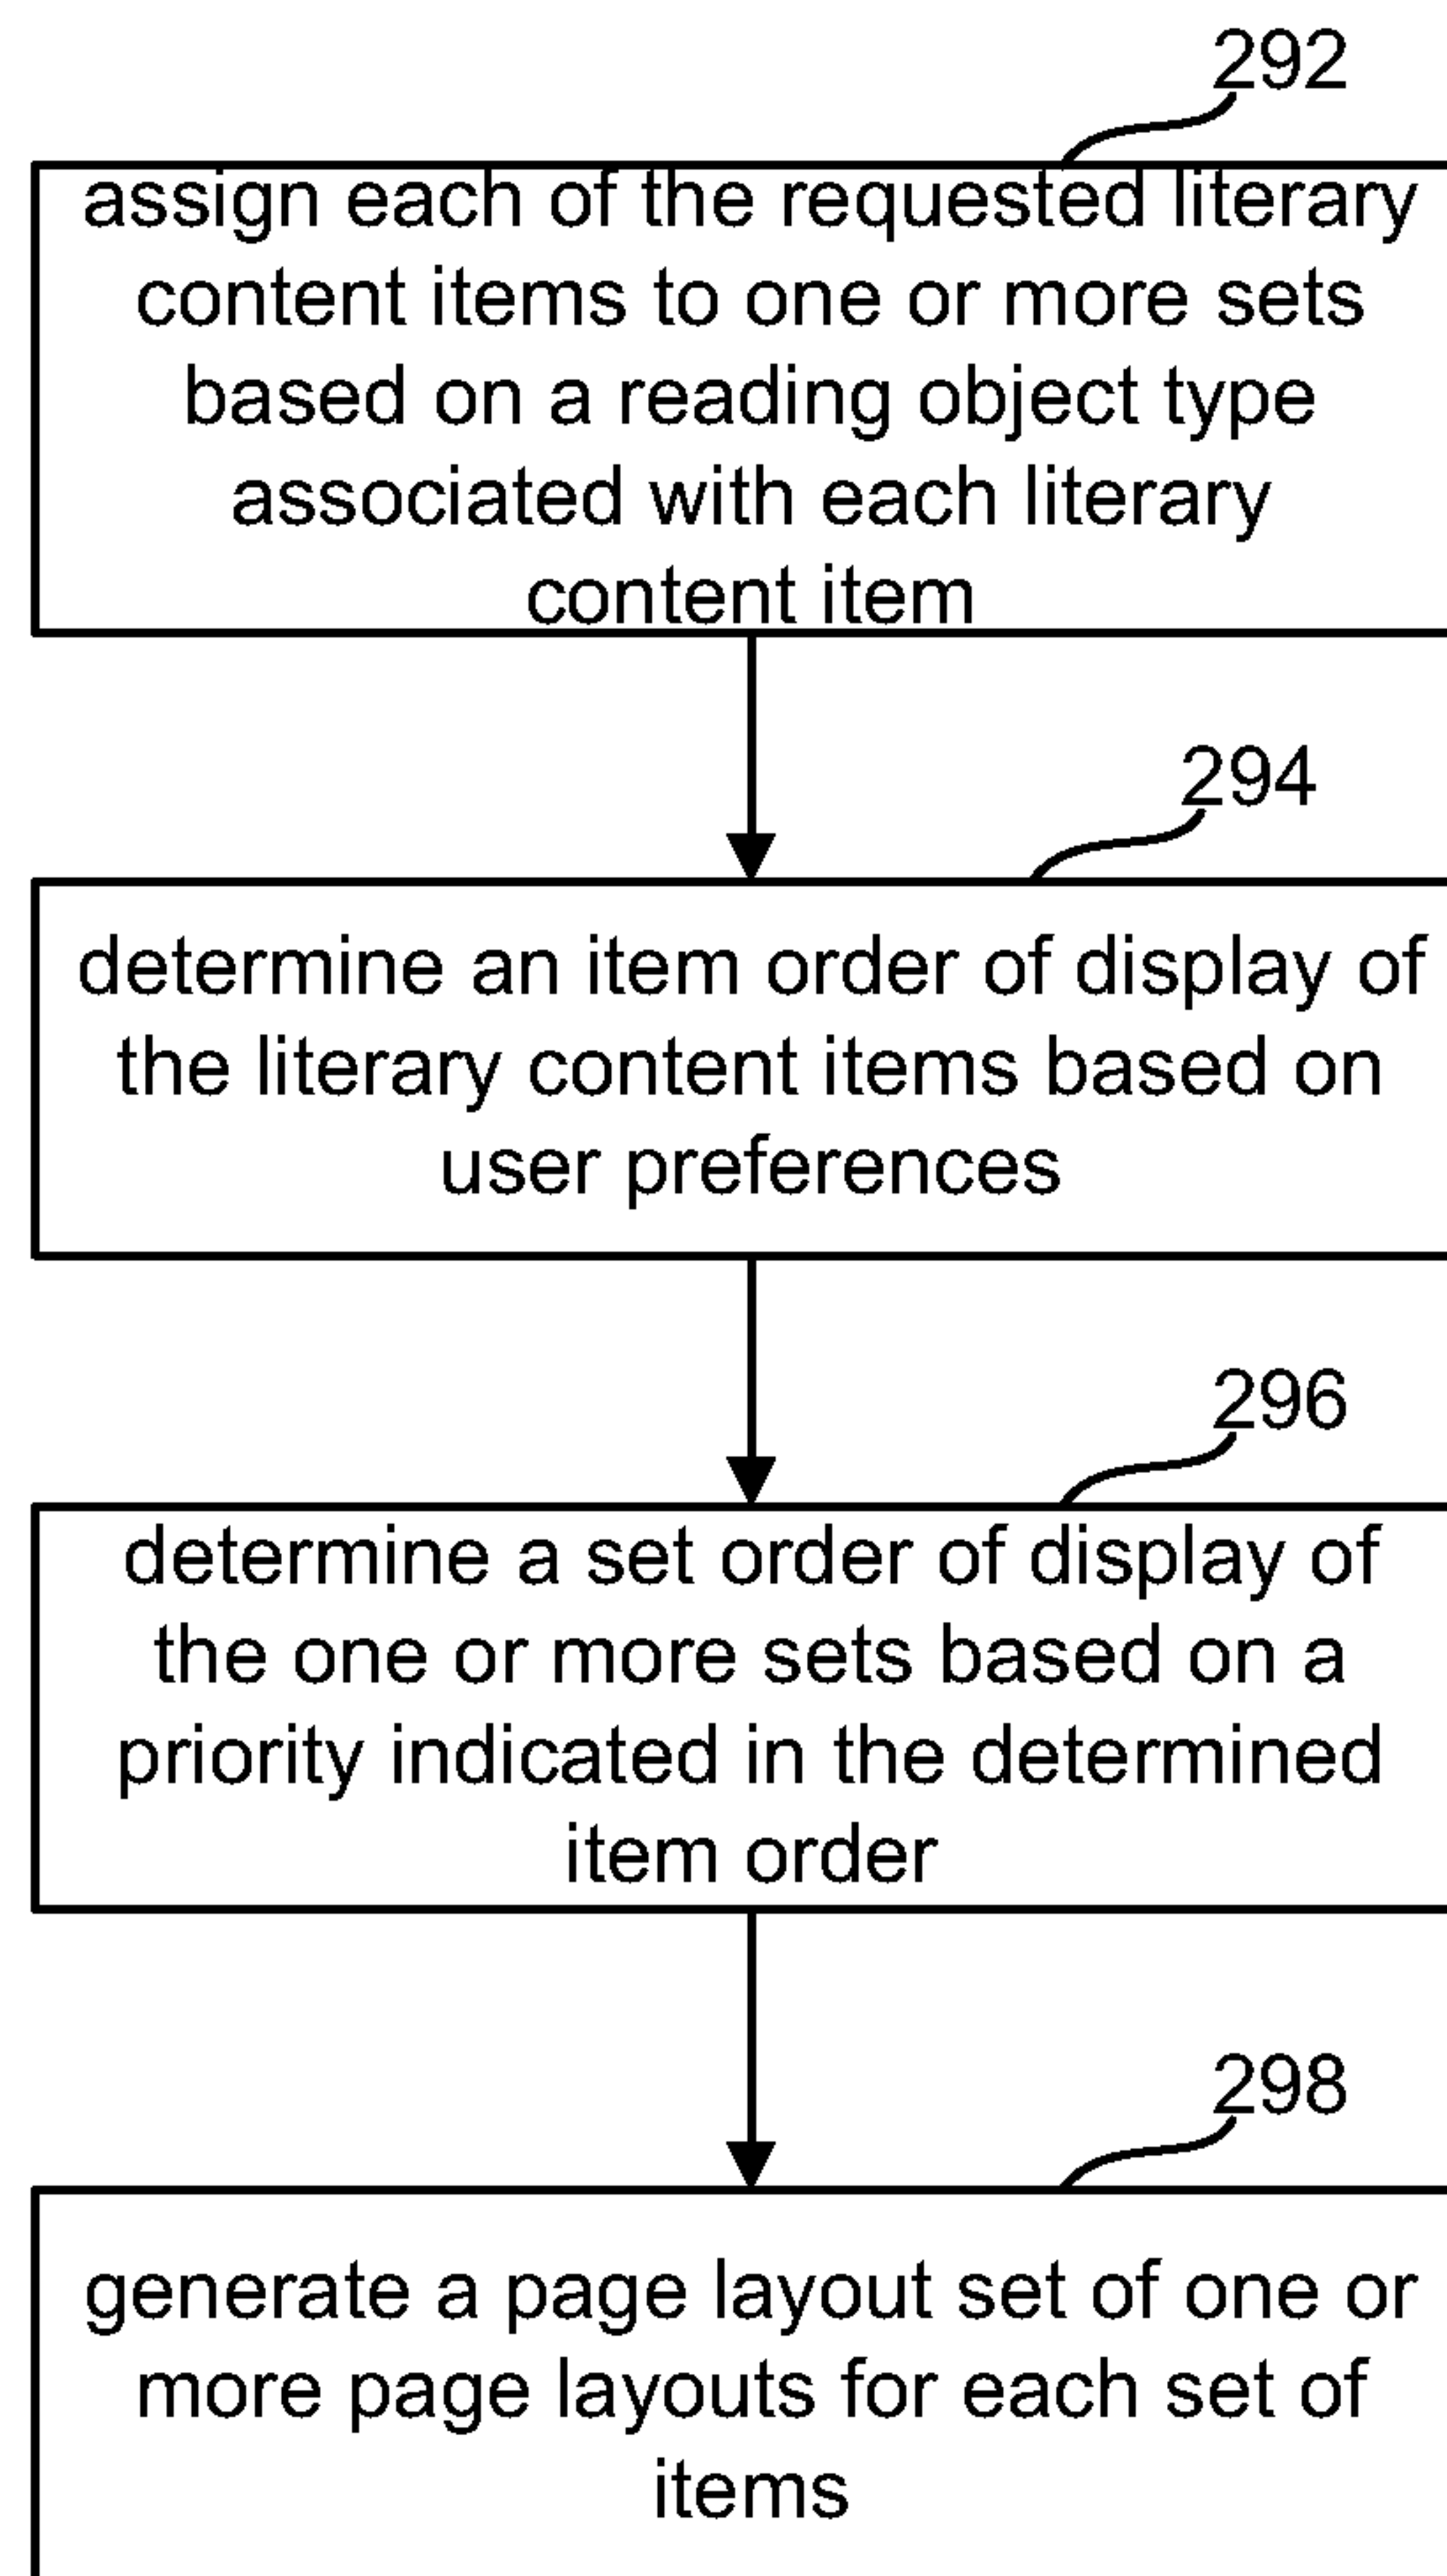 292
assign each of the requested literary
content items to one or more sets
based on a reading object type
associated with each literary
content item
294
determine an item order of display of
the literary content items based on
user preferences
296
determine a set order of display of
the one or more sets based on a
priority indicated in the determined
item order
298
generate a page layout set of one or
more page layouts for each set of
items